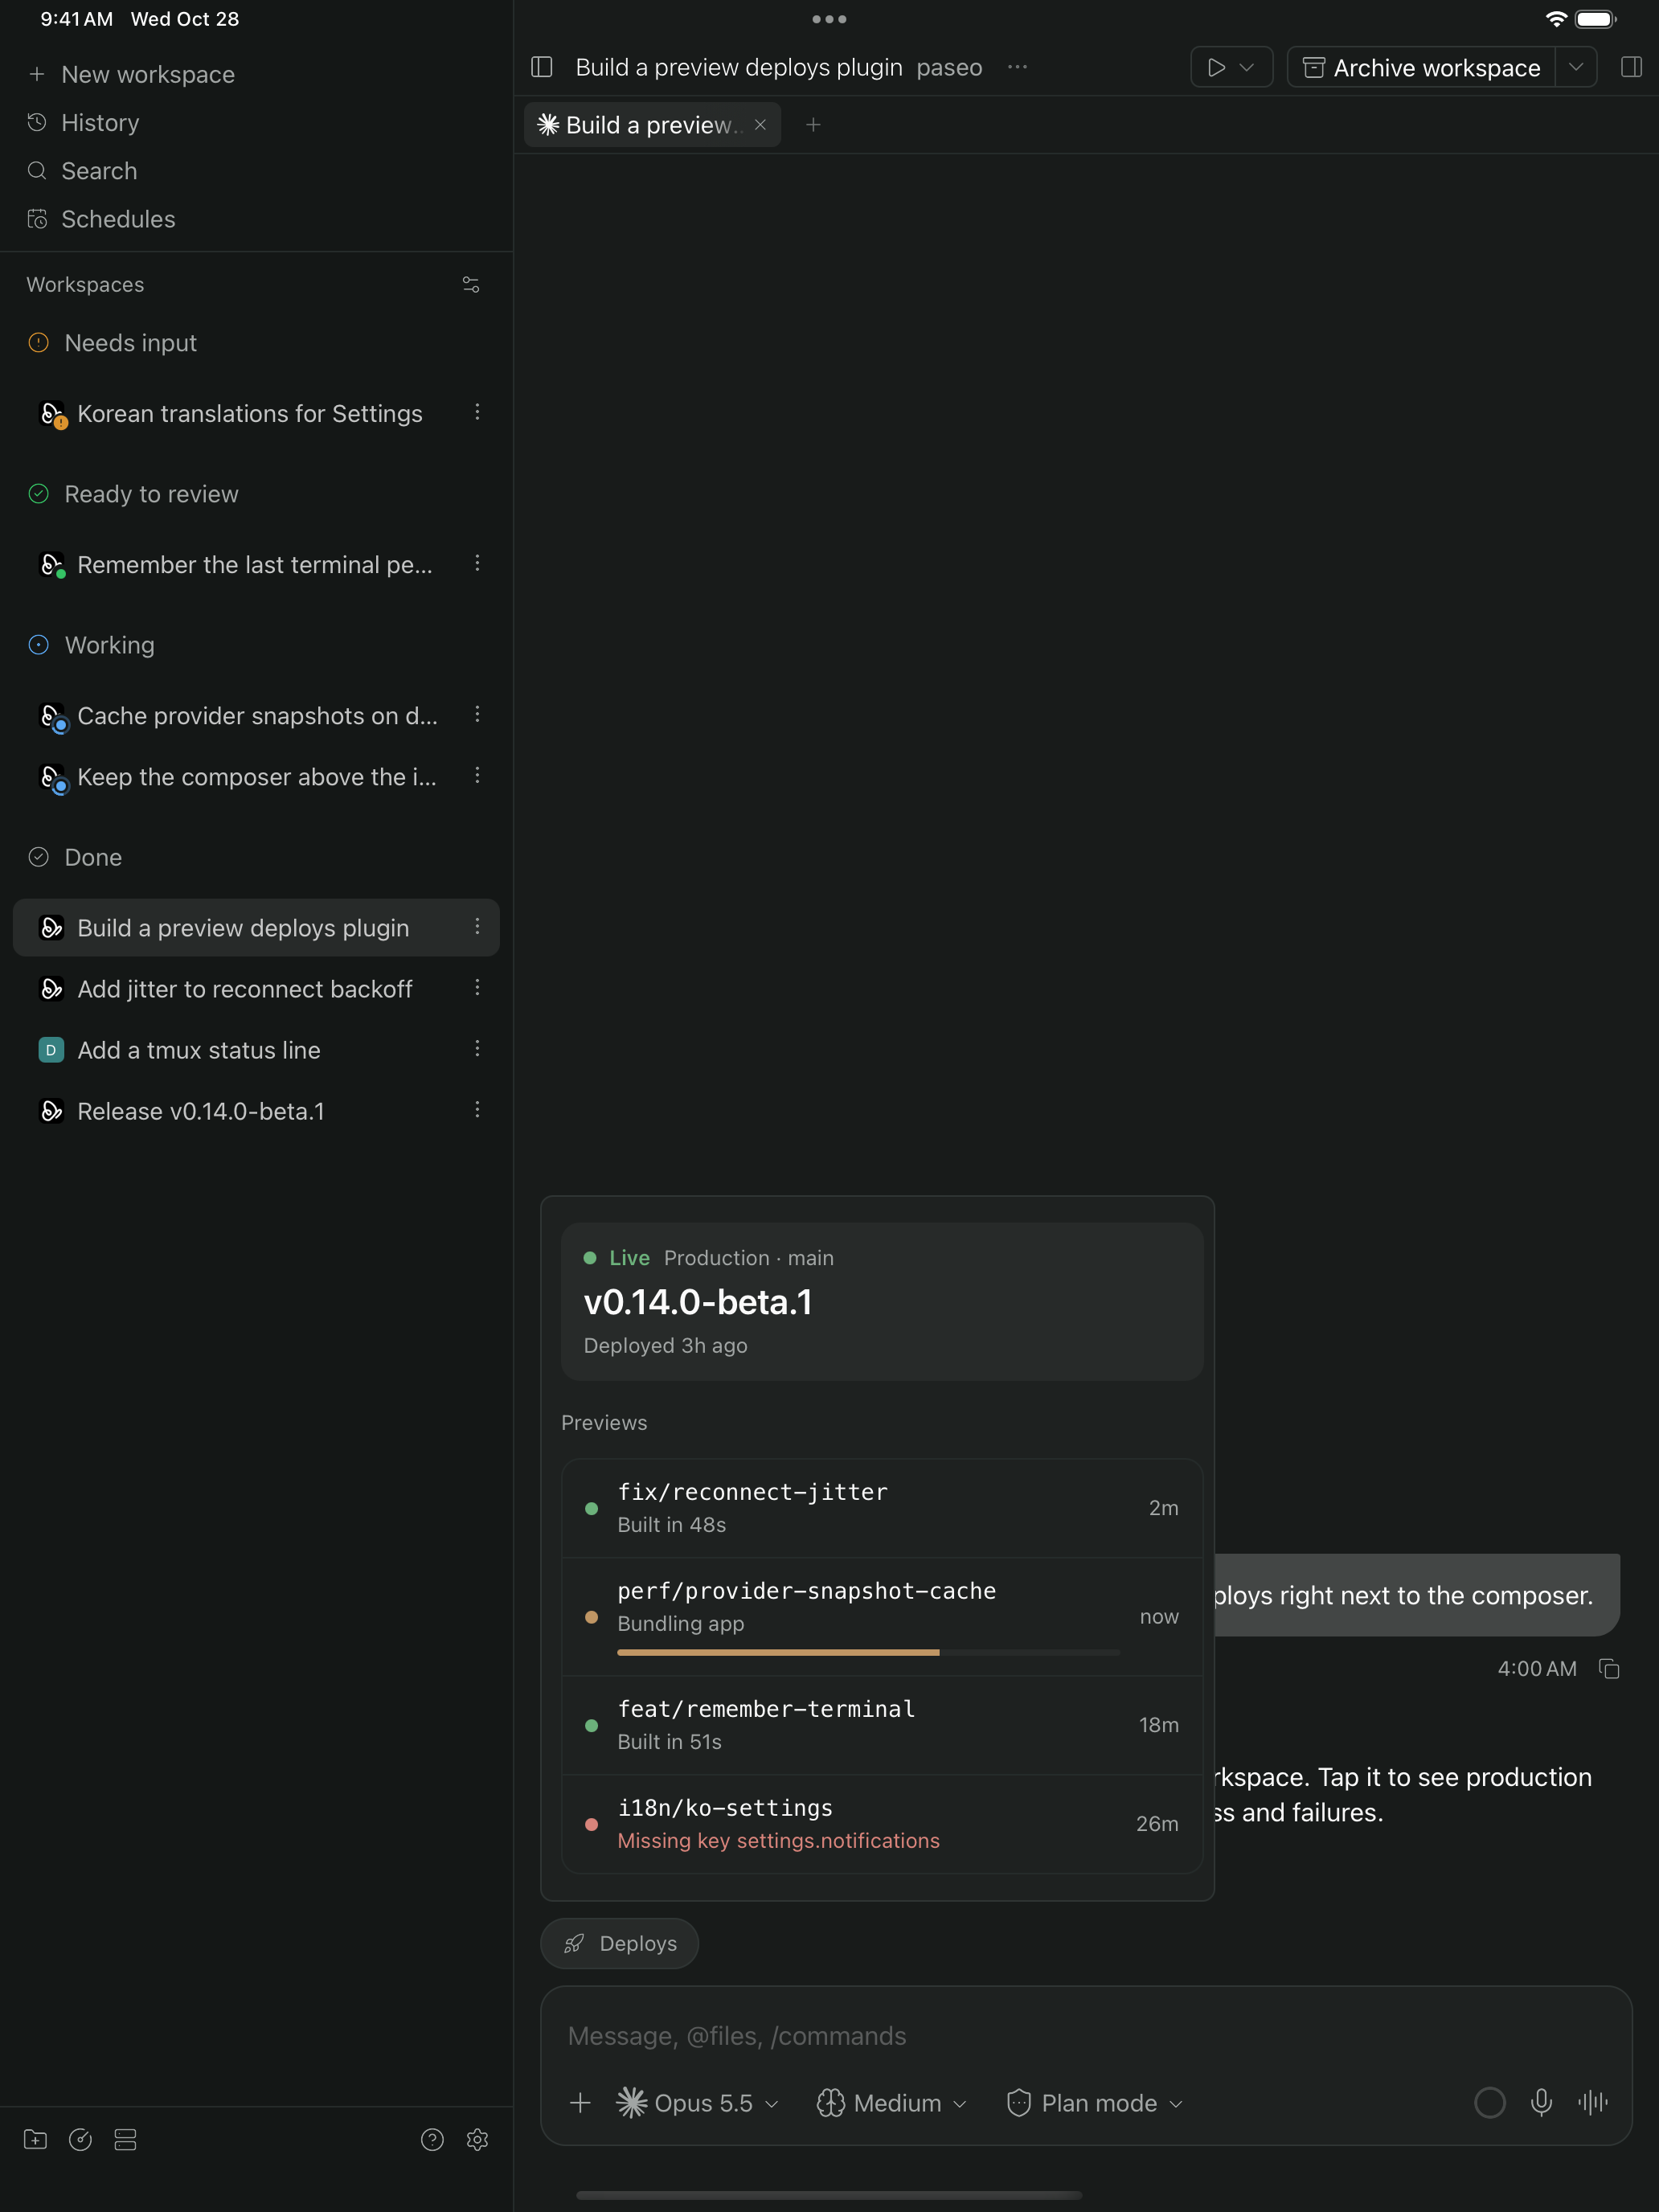 9:41 AM Wed Oct 28
New workspace
History
Search
Schedules
Workspaces
Needs input
Korean translations for Settings
Ready to review
Remember the last terminal pe...
Working
Cache provider snapshots on d...
Keep the composer above the i...
Done
Build a preview deploys plugin
Add jitter to reconnect backoff
D Add a tmux status line
Release v0.14.0-beta.1
Build a preview deploys plugin paseo
Archive workspace
Build a preview..
Live Production · main
v0.14.0-beta.1
Deployed 3h ago
Previews
fix/reconnect-jitter
Built in 48s
2m
perf/provider-snapshot-cache
Bundling app
now
feat/remember-terminal
Built in 51s
18m
i18n/ko-settings
Missing key settings.notifications
26m
ploys right next to the composer.
4:00 AM
rkspace. Tap it to see production
ss and failures.
Deploys
Message, @files, /commands
Opus 5.5 Medium Plan mode